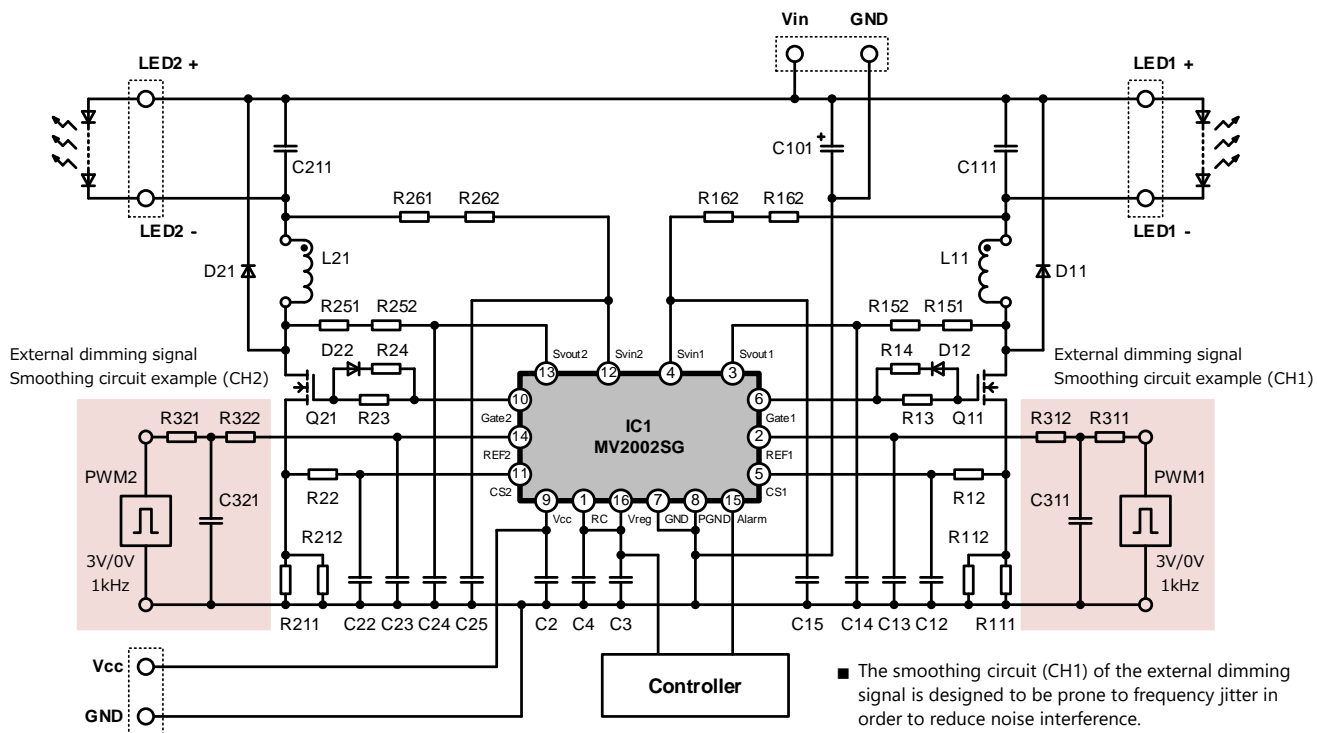 Vin GND
LED2 +
LED1 +
C211
C101
+
C111
R261 R262
R162 R162
LED2 -
LED1 -
D21
L21
L11
D11
R251 R252
R152 R151
External dimming signal
Smoothing circuit example (CH2)
External dimming signal
Smoothing circuit example (CH1)
D22 R24
Svout2 Svin2 Svin1 Svout1
R14 D12
13 12 4 3
Q21 R23
10
Gate2
IC1
MV2002SG
6
Gate1
R13 Q11
R321 R322
14
REF2
2
REF1
R312 R311
11
CS2
5
CS1
PWM2
C321
R22
9 1 16 7 8 15
Vcc RC Vreg GND PGND Alarm
R12
C311
PWM1
3V/0V
1kHz
R212
R112
3V/0V
1kHz
R211 C22 C23 C24 C25 C2 C4 C3 C15 C14 C13 C12 R111
Vcc
GND
Controller
■ The smoothing circuit (CH1) of the external dimming
signal is designed to be prone to frequency jitter in
order to reduce noise interference.